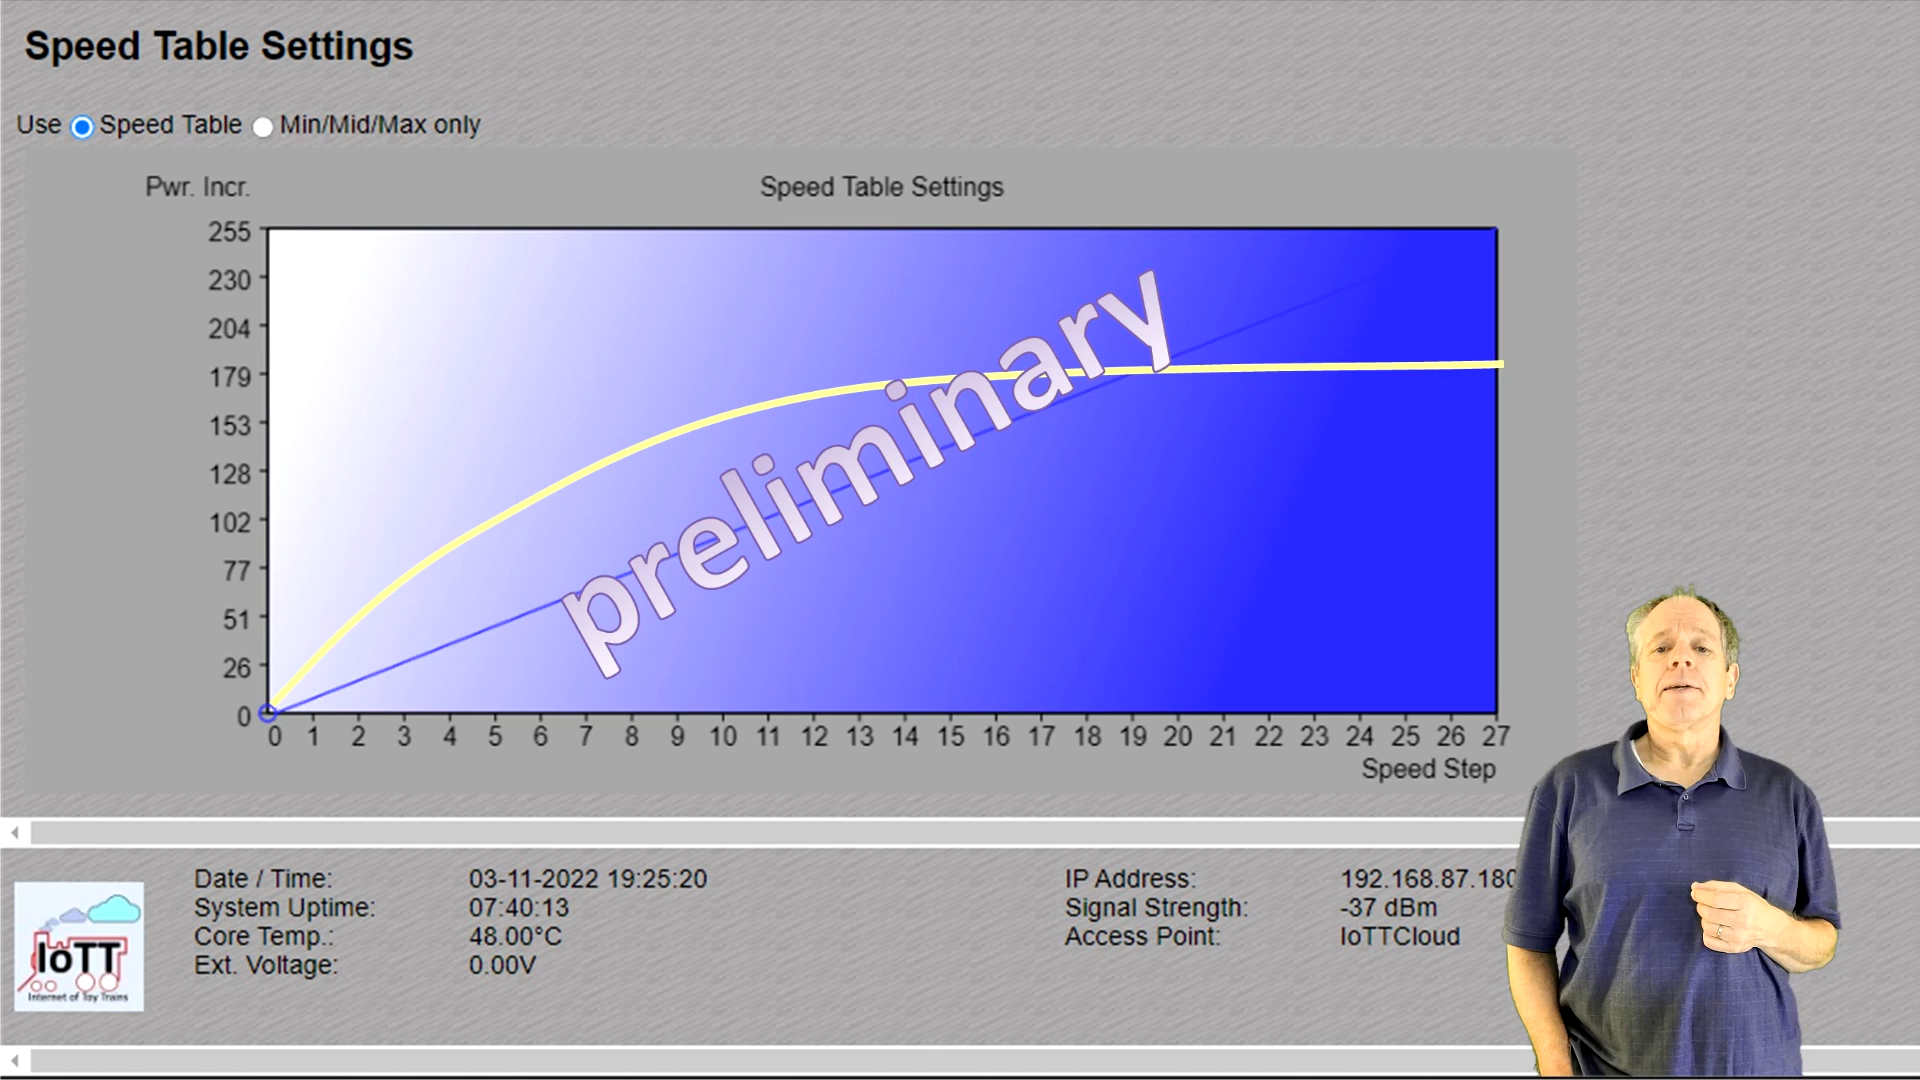 Speed Table Settings
Use Speed Table Min/Mid/Max only
Pwr. Incr.
Speed Table Settings
255
230
204
179
153
128
102
77
51
26
0
preliminary
0 1 2 3 4 5 6 7 8 9 10 11 12 13 14 15 16 17 18 19 20 21 22 23 24 25 26 27
Speed Step
Date / Time: 03-11-2022 19:25:20
System Uptime: 07:40:13
Core Temp.: 48.00°C
Ext. Voltage: 0.00V
IP Address: 192.168.87.180
Signal Strength: -37 dBm
Access Point: IoTTCloud
IoTT
Internet of Toy Trains